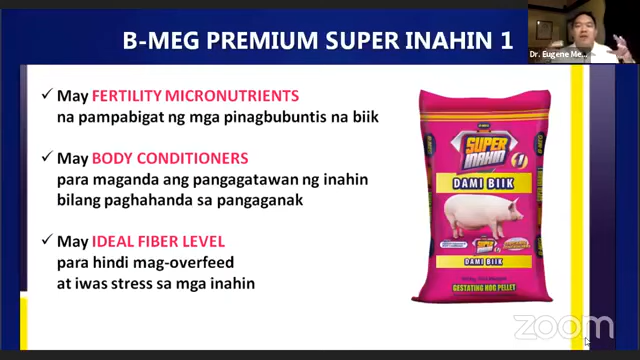 B-MEG PREMIUM SUPER INAHIN 1
Dr. Eugene Me...
✓ May FERTILITY MICRONUTRIENTS
na pampabigat ng mga pinagbubuntis na biik
✓ May BODY CONDITIONERS
para maganda ang pangagatawan ng inahin
bilang paghahanda sa pangaganak
✓ May IDEAL FIBER LEVEL
para hindi mag-overfeed
at iwas stress sa mga inahin
SUPER
INAHIN 1
DAMI BIIK
DAMI BIIK
GESTATING HOG PELLET
zoom